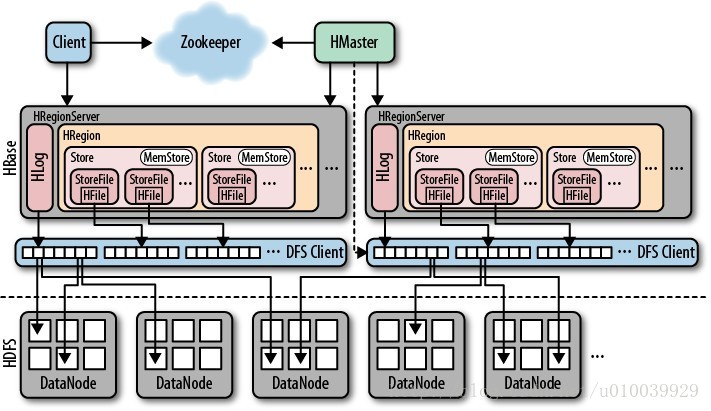 Client
Zookeeper
HMaster
HBase
HRegionServer
HLog
HRegion
Store
MemStore
StoreFile
HFile
StoreFile
HFile
...
Store
MemStore
StoreFile
HFile
...
...
...
HRegionServer
HLog
HRegion
Store
MemStore
StoreFile
HFile
StoreFile
HFile
...
Store
MemStore
StoreFile
HFile
...
...
...
... DFS Client
... DFS Client
HDFS
DataNode
DataNode
DataNode
DataNode
DataNode
...
u010039929